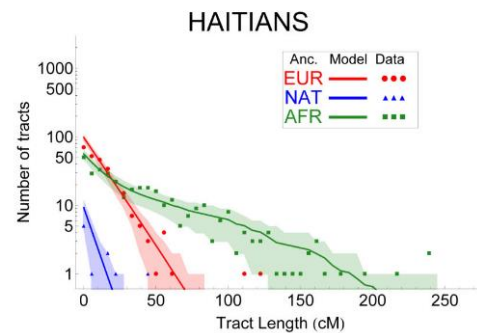 HAITIANS
Anc. Model Data
EUR
NAT
AFR
Number of tracts
1000
500
100
50
10
5
1
0 50 100 150 200 250
Tract Length (cM)